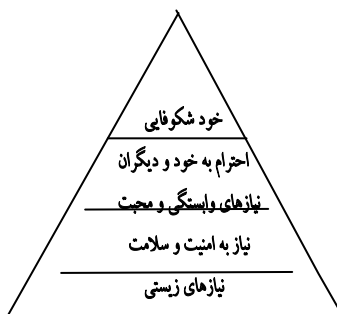 خود شکوفایی
احترام به خود و دیگران
نیازهای وابستگی و محبت
نیاز به امنیت و سلامت
نیازهای زیستی